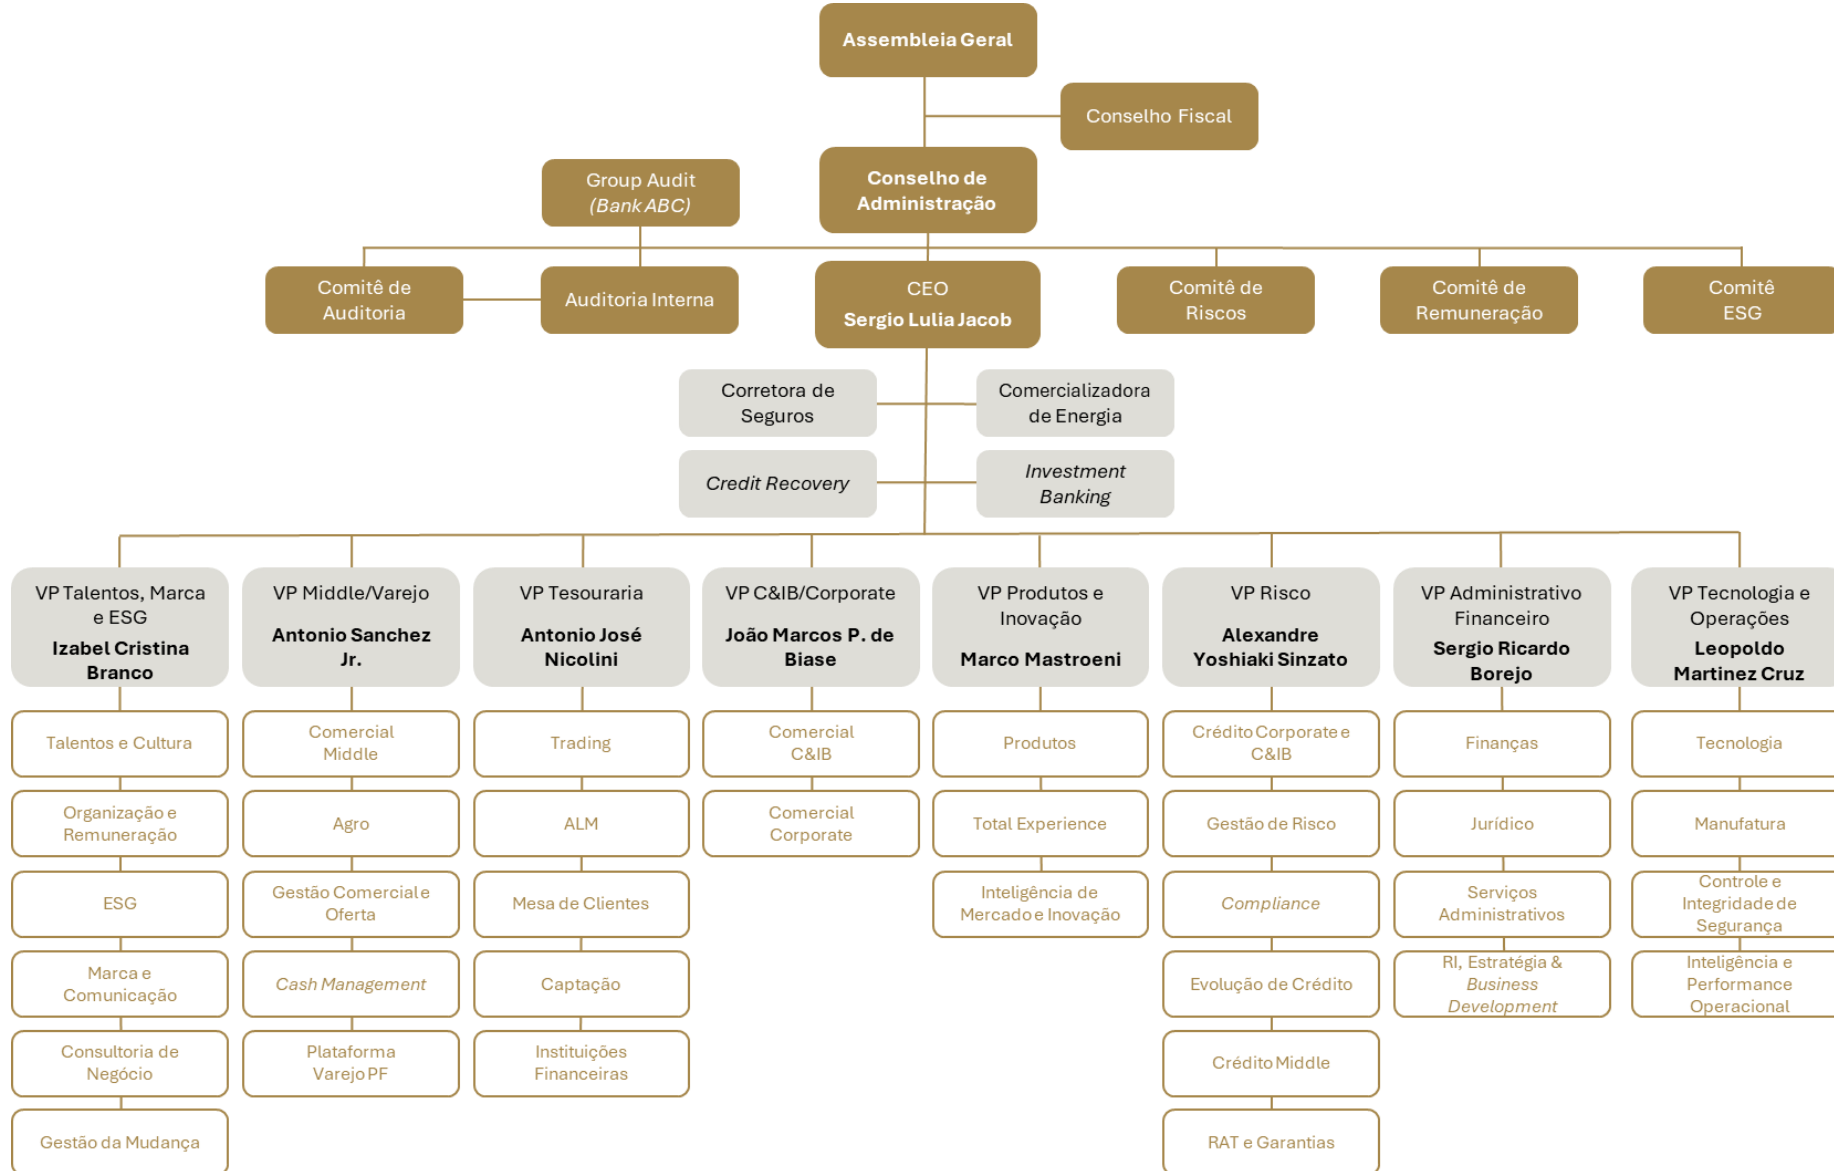 Assembleia Geral
Conselho Fiscal
Group Audit
(Bank ABC)
Conselho de
Administração
Comitê de
Auditoria
Auditoria Interna
CEO
Sergio Lulia Jacob
Comitê de
Riscos
Comitê de
Remuneração
Comitê
ESG
Corretora de
Seguros
Comercializadora
de Energia
Credit Recovery
Investment
Banking
VP Talentos, Marca
e ESG
Izabel Cristina
Branco
VP Middle/Varejo
Antonio Sanchez
Jr.
VP Tesouraria
Antonio José
Nicolini
VP C&IB/Corporate
João Marcos P. de
Biase
VP Produtos e
Inovação
Marco Mastroeni
VP Risco
Alexandre
Yoshiaki Sinzato
VP Administrativo
Financeiro
Sergio Ricardo
Borejo
VP Tecnologia e
Operações
Leopoldo
Martinez Cruz
Talentos e Cultura
Comercial
Middle
Trading
Comercial
C&IB
Produtos
Crédito Corporate e
C&IB
Finanças
Tecnologia
Organização e
Remuneração
Agro
ALM
Comercial
Corporate
Total Experience
Gestão de Risco
Jurídico
Manufatura
ESG
Gestão Comercial e
Oferta
Mesa de Clientes
Inteligência de
Mercado e Inovação
Compliance
Serviços
Administrativos
Controle e
Integridade de
Segurança
Marca e
Comunicação
Cash Management
Captação
Evolução de Crédito
RI, Estratégia &
Business
Development
Inteligência e
Performance
Operacional
Consultoria de
Negócio
Plataforma
Varejo PF
Instituições
Financeiras
Crédito Middle
Gestão da Mudança
RAT e Garantias